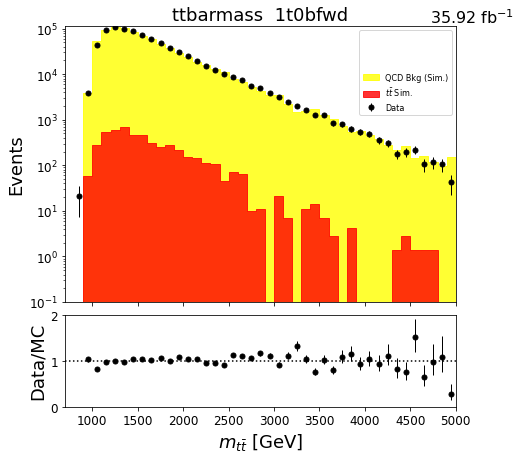 ttbarmass 1t0bfwd
35.92 fb⁻¹
QCD Bkg (Sim.)
tt̄ Sim.
Data
Events
10⁵
10⁴
10³
10²
10¹
10⁰
10⁻¹
Data/MC
2
1
0
1000 1500 2000 2500 3000 3500 4000 4500 5000
m_tt̄ [GeV]